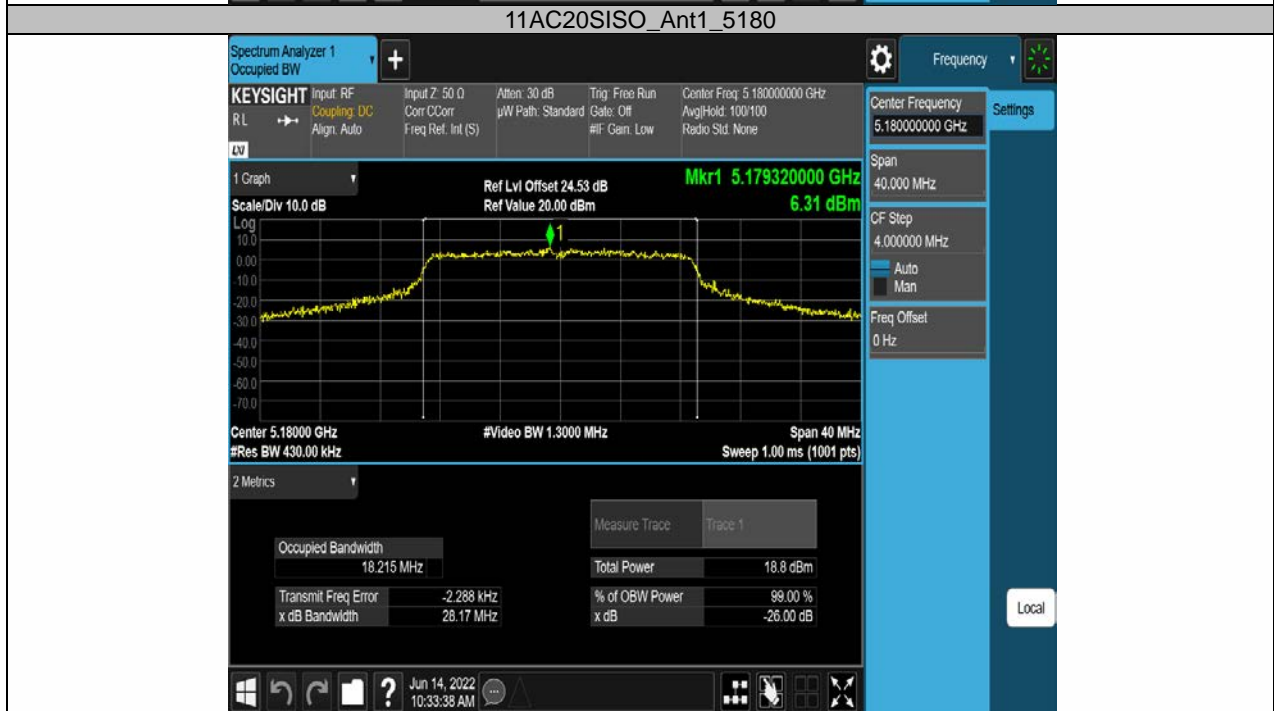 11AC20SISO_Ant1_5180
Spectrum Analyzer 1
Occupied BW
Frequency
KEYSIGHT
RL
LXI
Input: RF
Coupling: DC
Align: Auto
Input Z: 50 Ω
Corr CCorr
Freq Ref: Int (S)
Atten: 30 dB
µW Path: Standard
Trig: Free Run
Gate: Off
#IF Gain: Low
Center Freq: 5.180000000 GHz
Avg|Hold: 100/100
Radio Std: None
Center Frequency
5.180000000 GHz
Settings
Span
40.000 MHz
CF Step
4.000000 MHz
Auto
Man
Freq Offset
0 Hz
1 Graph
Scale/Div 10.0 dB
Ref Lvl Offset 24.53 dB
Ref Value 20.00 dBm
Mkr1 5.179320000 GHz
6.31 dBm
Log
10.0
0.00
-10.0
-20.0
-30.0
-40.0
-50.0
-60.0
-70.0
1
Center 5.18000 GHz
#Res BW 430.00 kHz
#Video BW 1.3000 MHz
Span 40 MHz
Sweep 1.00 ms (1001 pts)
2 Metrics
Measure Trace
Trace 1
Occupied Bandwidth
18.215 MHz
Total Power
18.8 dBm
Transmit Freq Error
-2.288 kHz
% of OBW Power
99.00 %
x dB Bandwidth
28.17 MHz
x dB
-26.00 dB
Local
?
Jun 14, 2022
10:33:38 AM